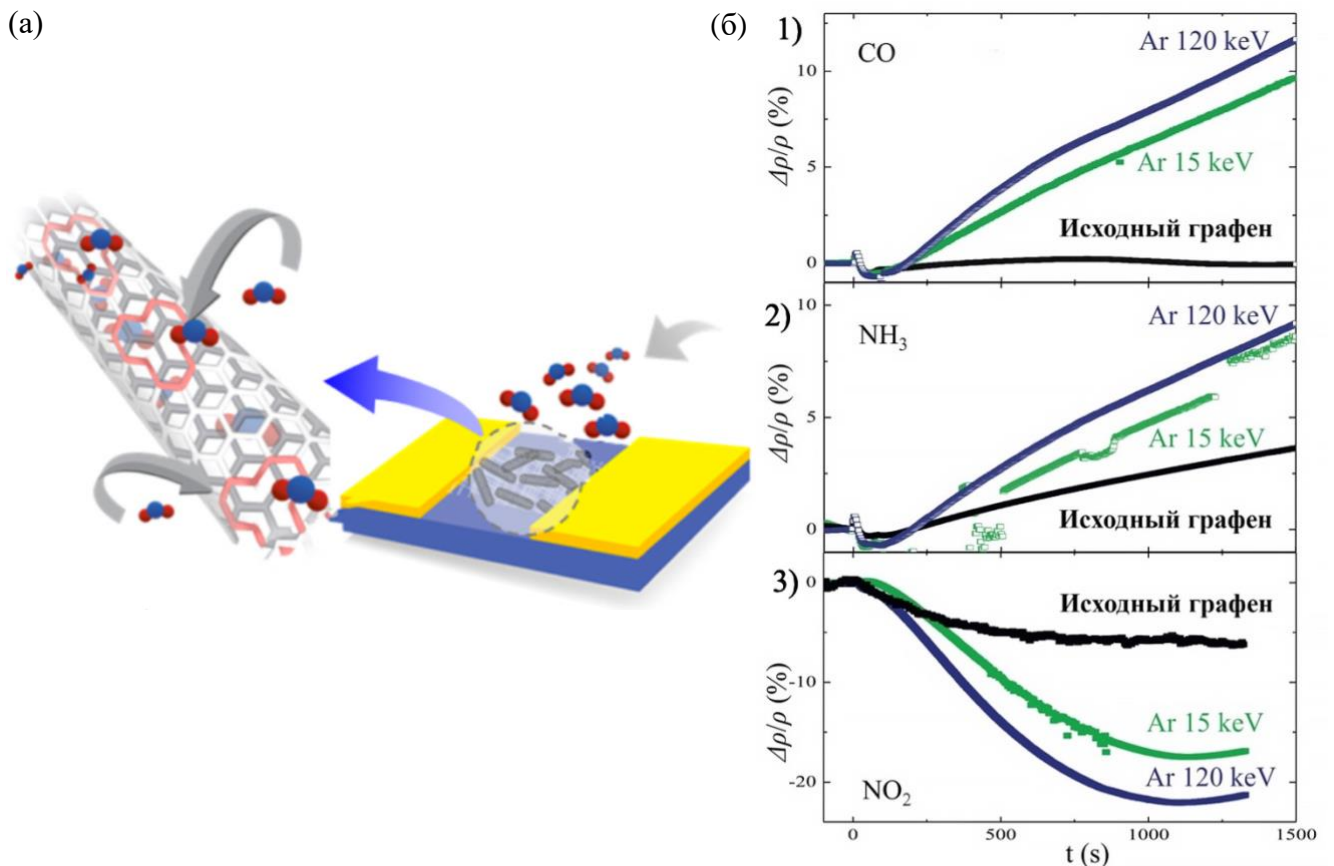 (а)
(б)
1)
CO
Ar 120 keV
Ar 15 keV
Исходный графен
Δρ/ρ (%)
10
5
0
2)
NH₃
Ar 120 keV
Ar 15 keV
Исходный графен
Δρ/ρ (%)
10
5
0
3)
NO₂
Исходный графен
Ar 15 keV
Ar 120 keV
Δρ/ρ (%)
0
-10
-20
0 500 1000 1500
t (s)